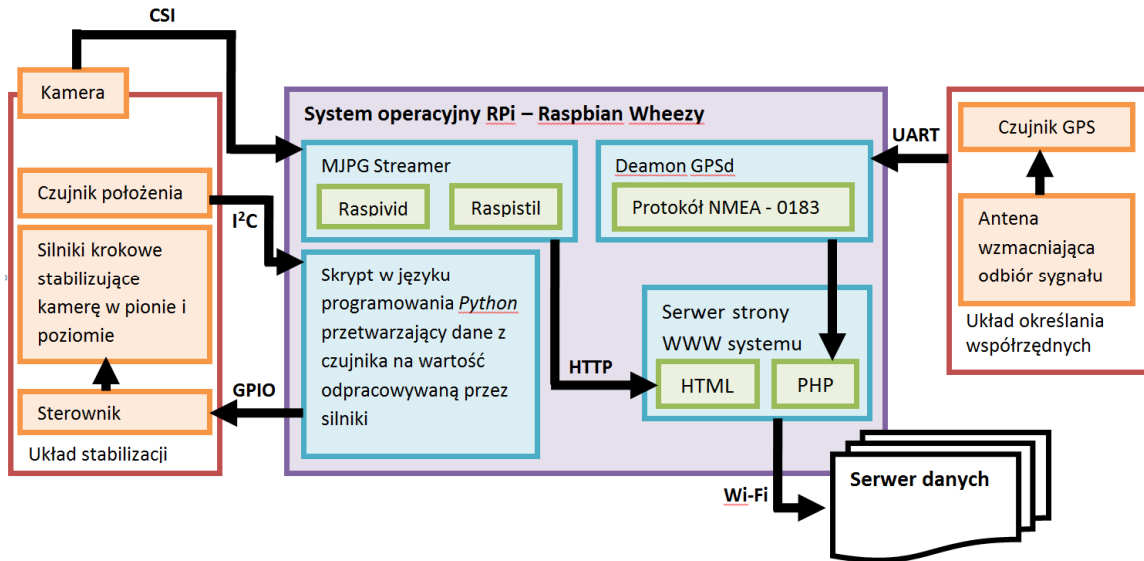 CSI
Kamera
System operacyjny RPi – Raspbian Wheezy
MJPG Streamer
Raspivid
Raspistil
Deamon GPSd
Protokół NMEA - 0183
UART
Czujnik GPS
Antena
wzmacniająca
odbiór sygnału
Układ określania
współrzędnych
Czujnik położenia
I²C
Silniki krokowe
stabilizujące
kamerę w pionie i
poziomie
Sterownik
Układ stabilizacji
GPIO
Skrypt w języku
programowania Python
przetwarzający dane z
czujnika na wartość
odpracowywaną przez
silniki
HTTP
Serwer strony
WWW systemu
HTML
PHP
Wi-Fi
Serwer danych